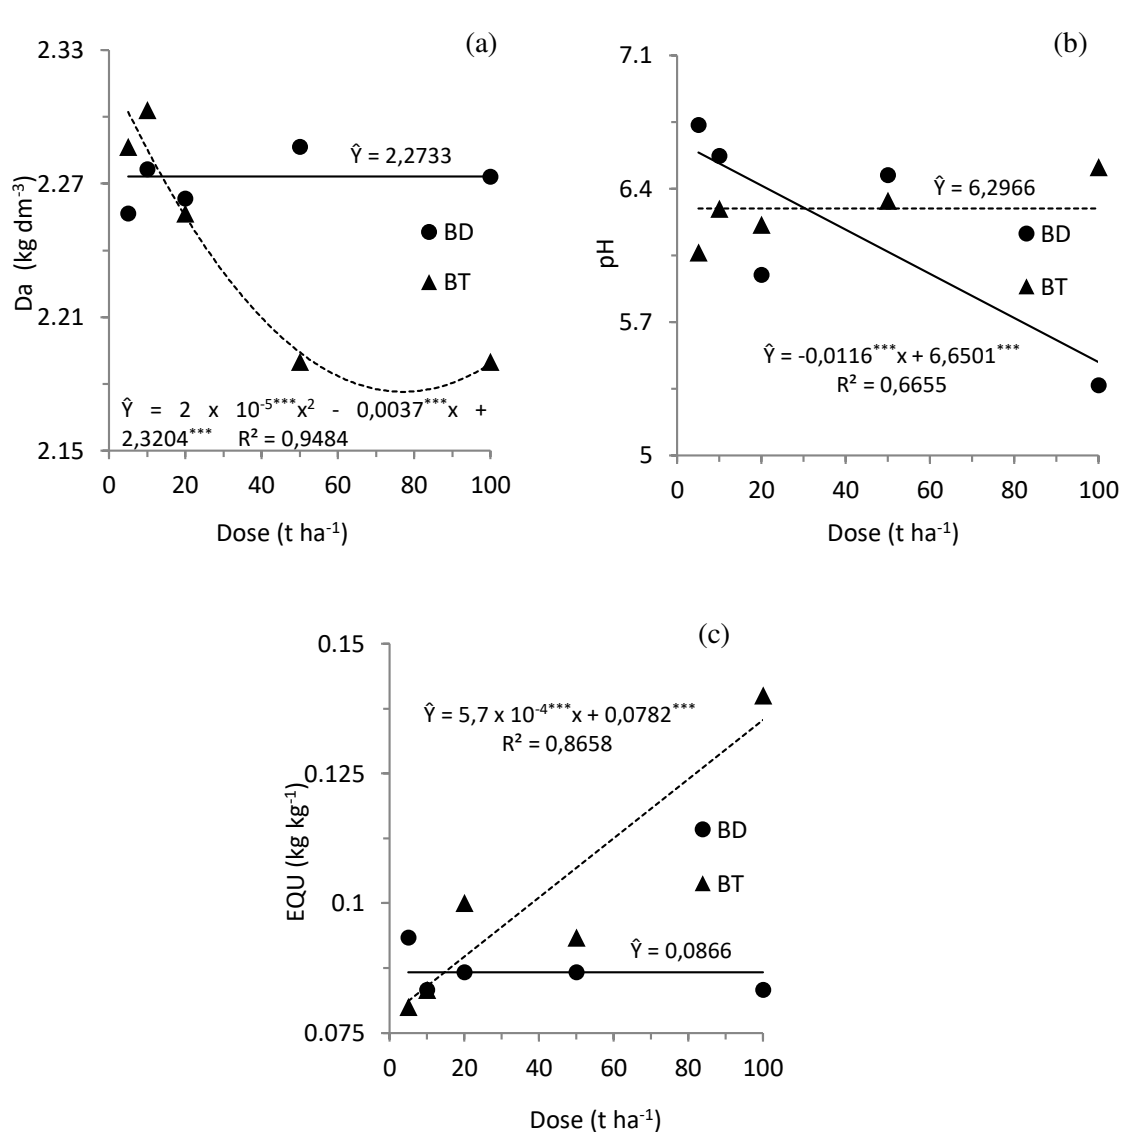 (a)
2.33
2.27
2.21
2.15
Da (kg dm⁻³)
Ŷ = 2,2733
BD
BT
Ŷ = 2 x 10⁻⁵***x² - 0,0037***x +
2,3204*** R² = 0,9484
0 20 40 60 80 100
Dose (t ha⁻¹)
(b)
7.1
6.4
5.7
5
pH
Ŷ = 6,2966
BD
BT
Ŷ = -0,0116***x + 6,6501***
R² = 0,6655
0 20 40 60 80 100
Dose (t ha⁻¹)
(c)
0.15
0.125
0.1
0.075
EQU (kg kg⁻¹)
Ŷ = 5,7 x 10⁻⁴***x + 0,0782***
R² = 0,8658
BD
BT
Ŷ = 0,0866
0 20 40 60 80 100
Dose (t ha⁻¹)